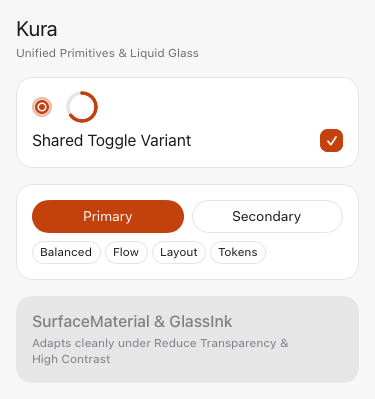 Kura
Unified Primitives & Liquid Glass
Shared Toggle Variant
Primary
Secondary
Balanced
Flow
Layout
Tokens
SurfaceMaterial & GlassInk
Adapts cleanly under Reduce Transparency &
High Contrast